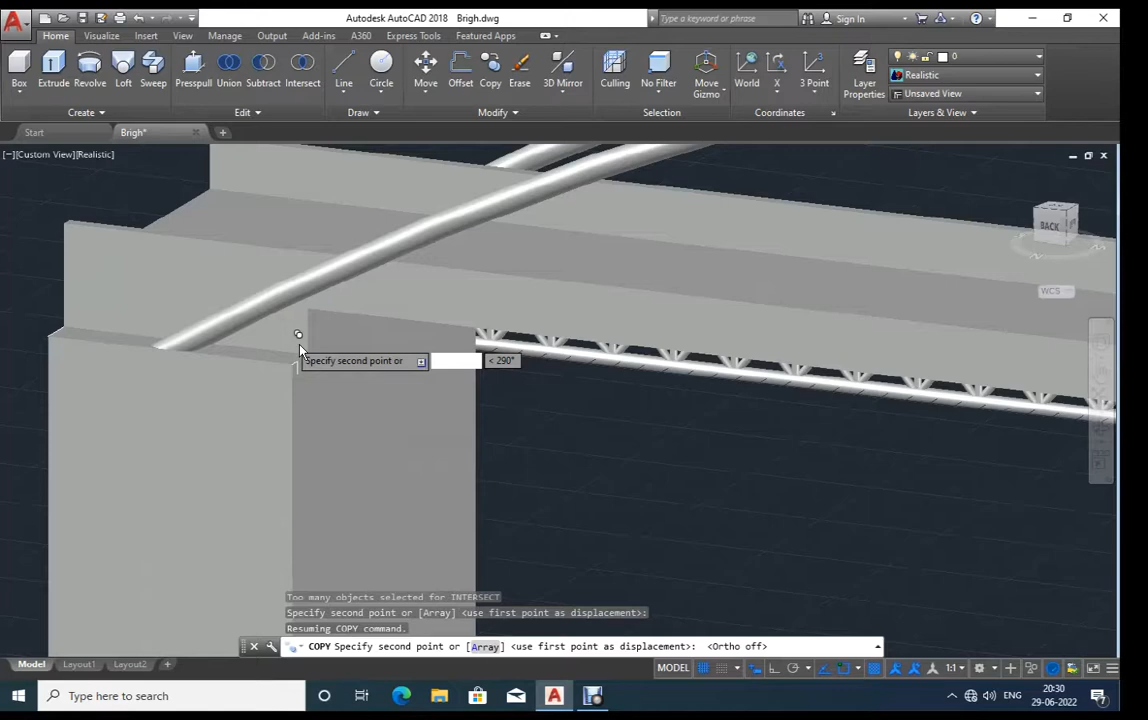 Autodesk AutoCAD 2018 Brigh.dwg
Type a keyword or phrase
Sign In
Home Visualize Insert View Manage Output Add-ins A360 Express Tools Featured Apps
Box Extrude Revolve Loft Sweep
Presspull Union Subtract Intersect
Line Circle
Move Offset Copy Erase 3D Mirror
Culling No Filter Move Gizmo
World X 3 Point
Layer Properties
0
Realistic
Unsaved View
Create Edit Draw Modify Selection Coordinates Layers & View
Start Brigh*
[−][Custom View][Realistic]
BACK
WCS
Specify second point or
< 290°
Too many objects selected for INTERSECT
Specify second point or [Array] <use first point as displacement>:
Resuming COPY command.
COPY Specify second point or [Array] <use first point as displacement>: <Ortho off>
Model Layout1 Layout2 +
MODEL
1:1
Type here to search
ENG
20:30
29-06-2022
7